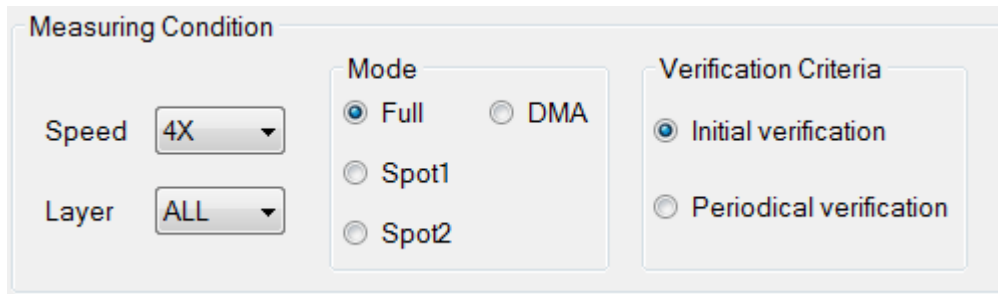 Measuring Condition
Mode
Verification Criteria
Speed 4X
Full DMA
Initial verification
Spot1
Layer ALL
Periodical verification
Spot2